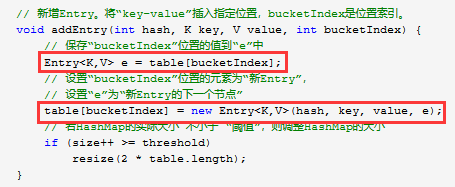 // 新增Entry。将“key-value”插入指定位置，bucketIndex是位置索引。
void addEntry(int hash, K key, V value, int bucketIndex) {
// 保存“bucketIndex”位置的值到“e”中
Entry<K,V> e = table[bucketIndex];
// 设置“bucketIndex”位置的元素为“新Entry”，
// 设置“e”为“新Entry的下一个节点”
table[bucketIndex] = new Entry<K,V>(hash, key, value, e);
// 若HashMap的实际大小 不小于 “阈值”，则调整HashMap的大小
if (size++ >= threshold)
resize(2 * table.length);
}